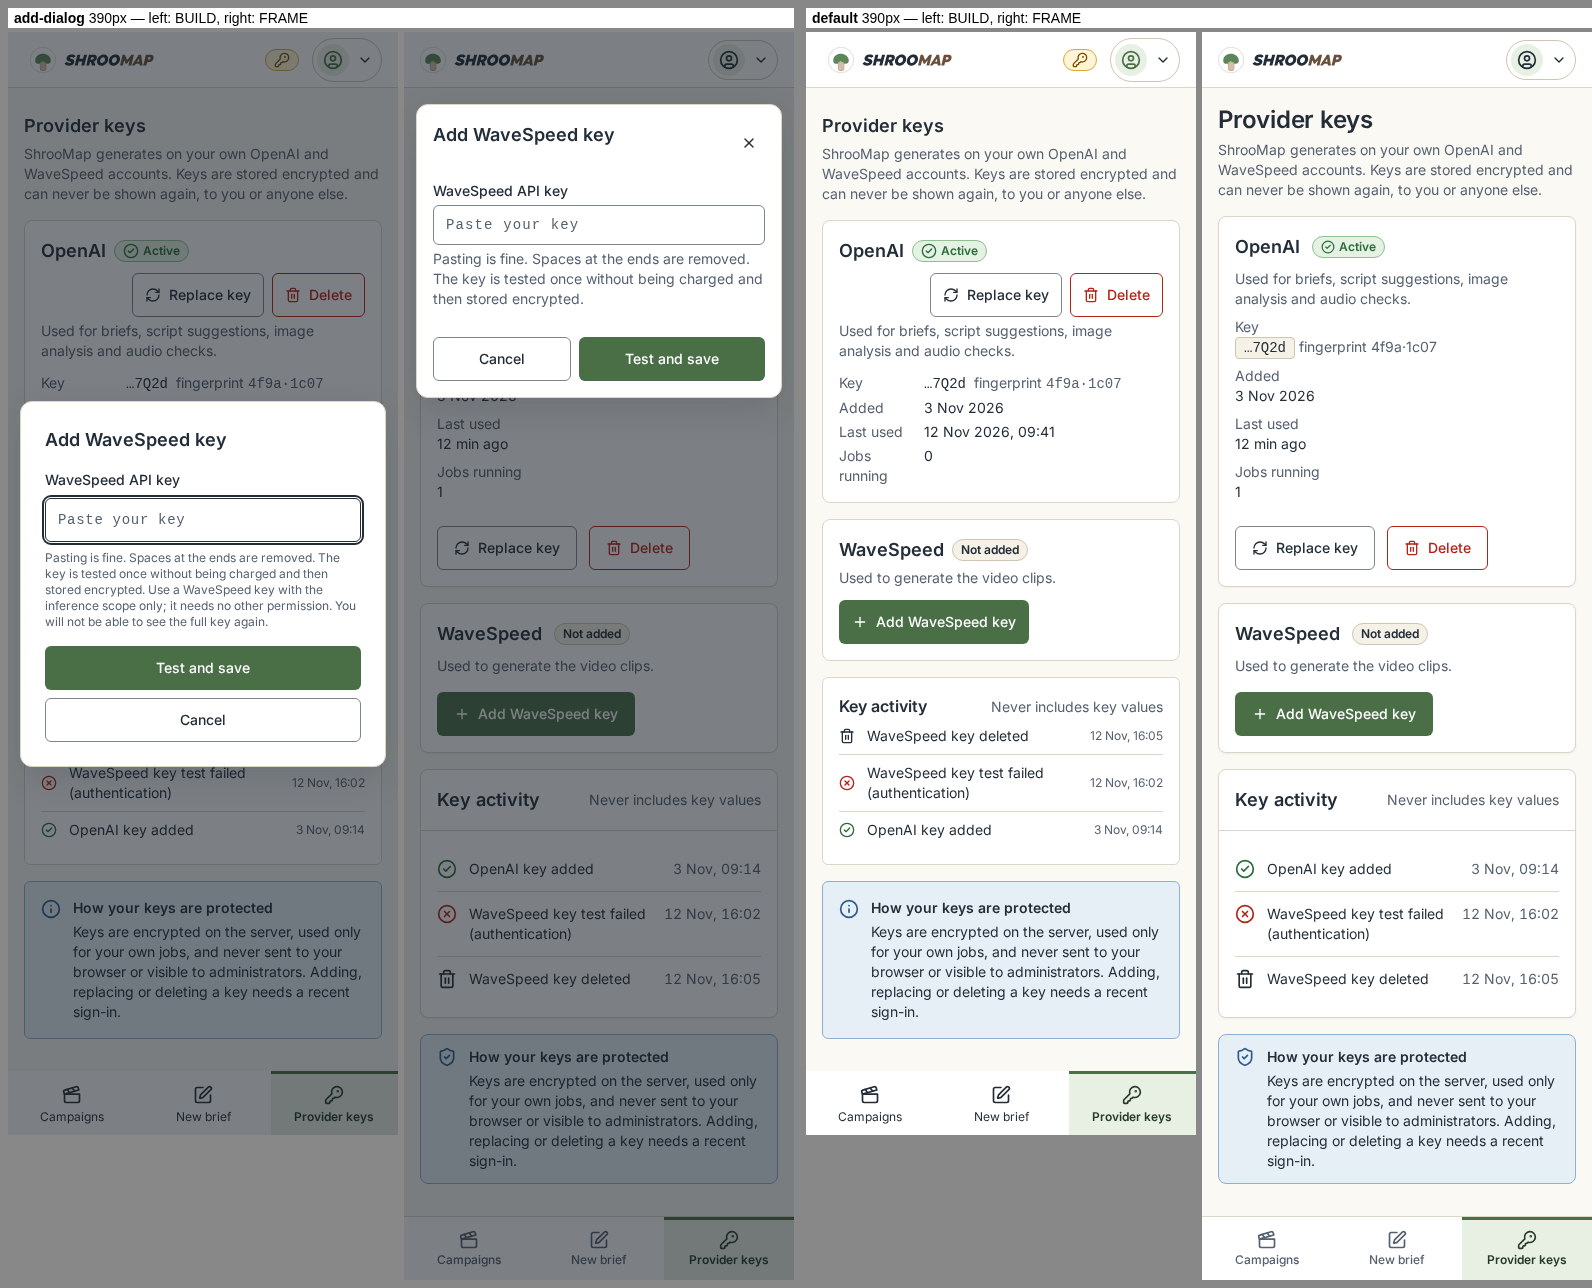 add-dialog 390px — left: BUILD, right: FRAME
SHROOMAP
Provider keys
ShrooMap generates on your own OpenAI and
WaveSpeed accounts. Keys are stored encrypted and
can never be shown again, to you or anyone else.
OpenAI Active
Replace key Delete
Used for briefs, script suggestions, image
analysis and audio checks.
Key …7Q2d fingerprint 4f9a·1c07
Add WaveSpeed key
WaveSpeed API key
Paste your key
Pasting is fine. Spaces at the ends are removed. The
key is tested once without being charged and then
stored encrypted. Use a WaveSpeed key with the
inference scope only; it needs no other permission. You
will not be able to see the full key again.
Test and save
Cancel
WaveSpeed key test failed
(authentication)
12 Nov, 16:02
OpenAI key added 3 Nov, 09:14
How your keys are protected
Keys are encrypted on the server, used only
for your own jobs, and never sent to your
browser or visible to administrators. Adding,
replacing or deleting a key needs a recent
sign-in.
Campaigns New brief Provider keys
SHROOMAP
Add WaveSpeed key
WaveSpeed API key
Paste your key
Pasting is fine. Spaces at the ends are removed.
The key is tested once without being charged and
then stored encrypted.
Cancel Test and save
3 Nov 2026
Last used
12 min ago
Jobs running
1
Replace key Delete
WaveSpeed Not added
Used to generate the video clips.
Add WaveSpeed key
Key activity Never includes key values
OpenAI key added 3 Nov, 09:14
WaveSpeed key test failed 12 Nov, 16:02
(authentication)
WaveSpeed key deleted 12 Nov, 16:05
How your keys are protected
Keys are encrypted on the server, used only
for your own jobs, and never sent to your
browser or visible to administrators. Adding,
replacing or deleting a key needs a recent
sign-in.
Campaigns New brief Provider keys
default 390px — left: BUILD, right: FRAME
SHROOMAP
Provider keys
ShrooMap generates on your own OpenAI and
WaveSpeed accounts. Keys are stored encrypted and
can never be shown again, to you or anyone else.
OpenAI Active
Replace key Delete
Used for briefs, script suggestions, image
analysis and audio checks.
Key …7Q2d fingerprint 4f9a·1c07
Added 3 Nov 2026
Last used 12 Nov 2026, 09:41
Jobs 0
running
WaveSpeed Not added
Used to generate the video clips.
Add WaveSpeed key
Key activity Never includes key values
WaveSpeed key deleted 12 Nov, 16:05
WaveSpeed key test failed
(authentication)
12 Nov, 16:02
OpenAI key added 3 Nov, 09:14
How your keys are protected
Keys are encrypted on the server, used only
for your own jobs, and never sent to your
browser or visible to administrators. Adding,
replacing or deleting a key needs a recent
sign-in.
Campaigns New brief Provider keys
SHROOMAP
Provider keys
ShrooMap generates on your own OpenAI and
WaveSpeed accounts. Keys are stored encrypted and
can never be shown again, to you or anyone else.
OpenAI Active
Used for briefs, script suggestions, image
analysis and audio checks.
Key
…7Q2d fingerprint 4f9a·1c07
Added
3 Nov 2026
Last used
12 min ago
Jobs running
1
Replace key Delete
WaveSpeed Not added
Used to generate the video clips.
Add WaveSpeed key
Key activity Never includes key values
OpenAI key added 3 Nov, 09:14
WaveSpeed key test failed 12 Nov, 16:02
(authentication)
WaveSpeed key deleted 12 Nov, 16:05
How your keys are protected
Keys are encrypted on the server, used only
for your own jobs, and never sent to your
browser or visible to administrators. Adding,
replacing or deleting a key needs a recent
sign-in.
Campaigns New brief Provider keys